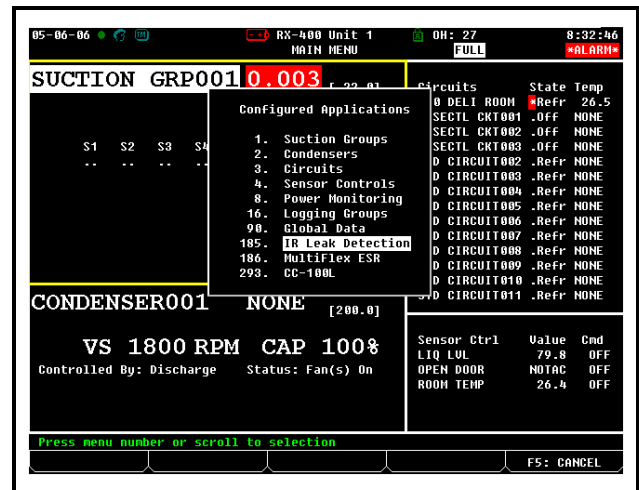 05-06-06 RX-400 Unit 1 OH: 27 8:32:46
MAIN MENU FULL *ALARM*
SUCTION GRP001 0.003
Circuits State Temp
0 DELI ROOM *Refr 26.5
SECTL CKT001 .Off NONE
SECTL CKT002 .Off NONE
SECTL CKT003 .Off NONE
D CIRCUIT002 .Refr NONE
D CIRCUIT003 .Refr NONE
D CIRCUIT004 .Refr NONE
D CIRCUIT005 .Refr NONE
D CIRCUIT006 .Refr NONE
D CIRCUIT007 .Refr NONE
D CIRCUIT008 .Refr NONE
D CIRCUIT009 .Refr NONE
D CIRCUIT010 .Refr NONE
STD CIRCUIT011 .Refr NONE
S1 S2 S3 S4
.. .. .. ..
Configured Applications
1. Suction Groups
2. Condensers
3. Circuits
4. Sensor Controls
8. Power Monitoring
16. Logging Groups
90. Global Data
185. IR Leak Detection
186. MultiFlex ESR
293. CC-100L
CONDENSER001 NONE [200.0]
VS 1800 RPM CAP 100%
Controlled By: Discharge Status: Fan(s) On
Sensor Ctrl Value Cmd
LIQ LVL 79.8 OFF
OPEN DOOR NOTAC OFF
ROOM TEMP 26.4 OFF
Press menu number or scroll to selection
F5: CANCEL